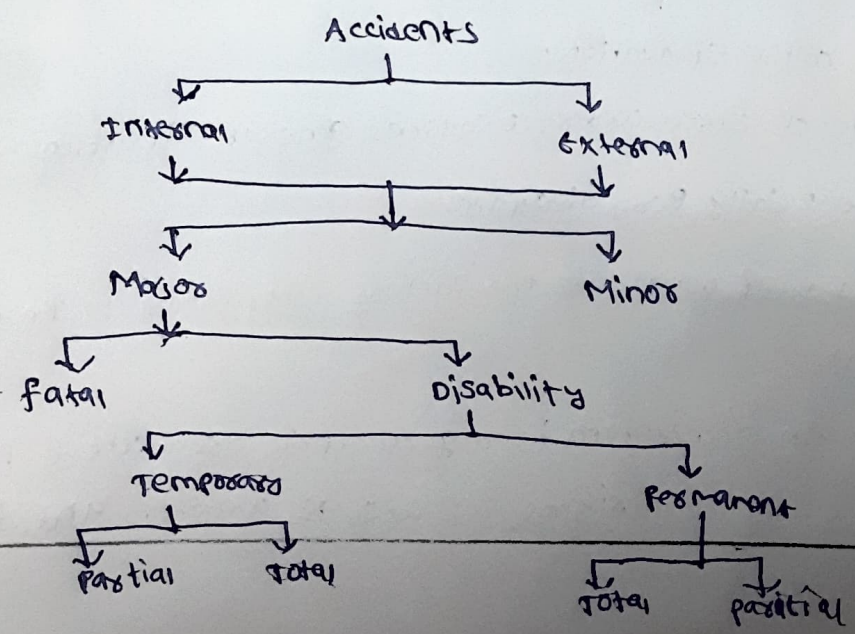 Accidents
Internal External
Major Minor
fatal Disability
Temporary Permanent
Partial Total Total Partial